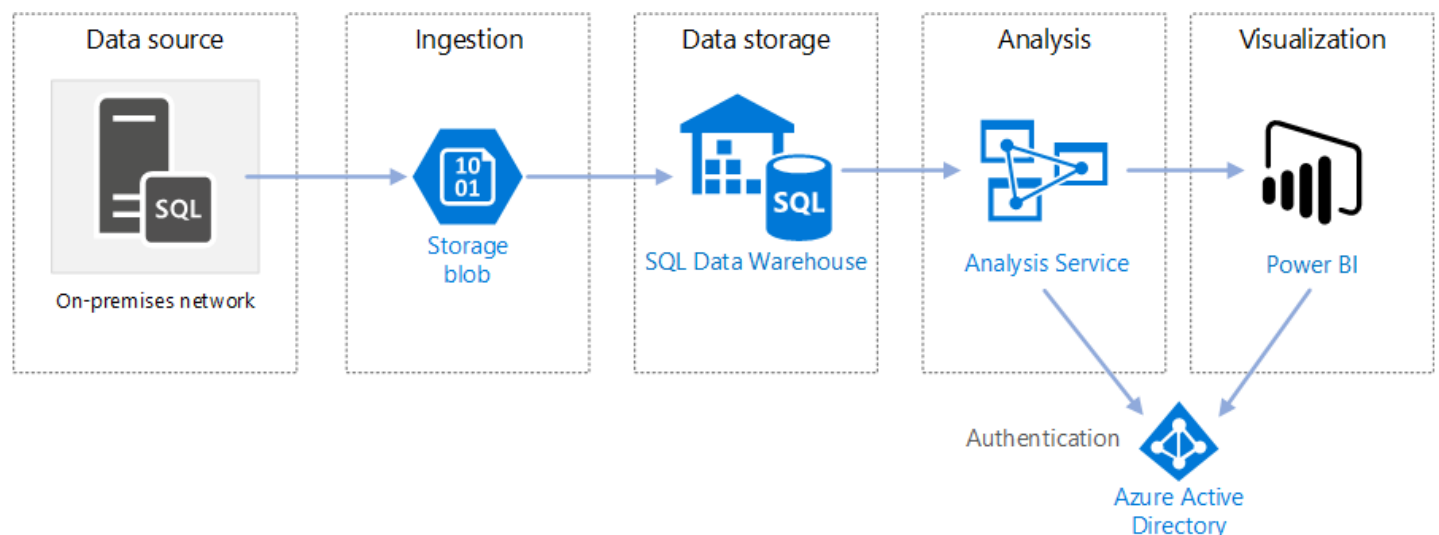 Data source
Ingestion
Data storage
Analysis
Visualization
SQL
On-premises network
10
01
Storage
blob
SQL
SQL Data Warehouse
Analysis Service
Power BI
Authentication
Azure Active
Directory